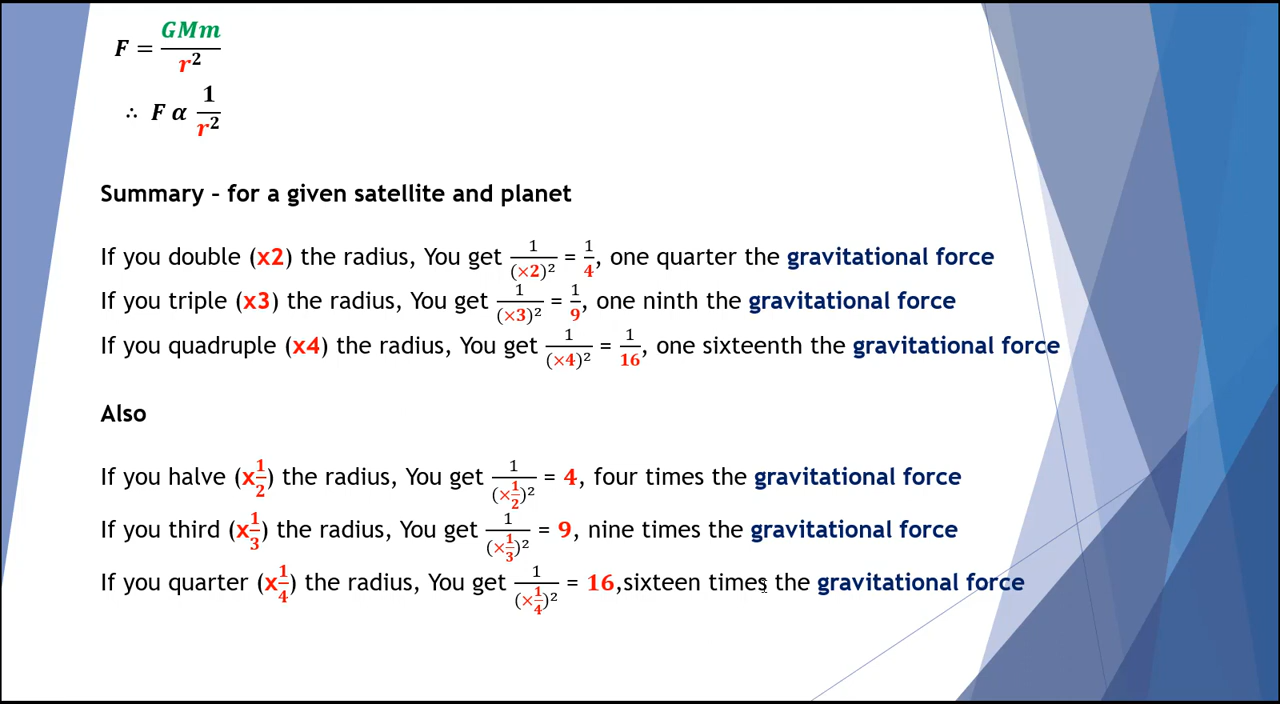 F = GMm/r²
∴ F α 1/r²
Summary – for a given satellite and planet
If you double (x2) the radius, You get 1/(×2)² = 1/4, one quarter the gravitational force
If you triple (x3) the radius, You get 1/(×3)² = 1/9, one ninth the gravitational force
If you quadruple (x4) the radius, You get 1/(×4)² = 1/16, one sixteenth the gravitational force
Also
If you halve (x1/2) the radius, You get 1/(×1/2)² = 4, four times the gravitational force
If you third (x1/3) the radius, You get 1/(×1/3)² = 9, nine times the gravitational force
If you quarter (x1/4) the radius, You get 1/(×1/4)² = 16,sixteen times the gravitational force